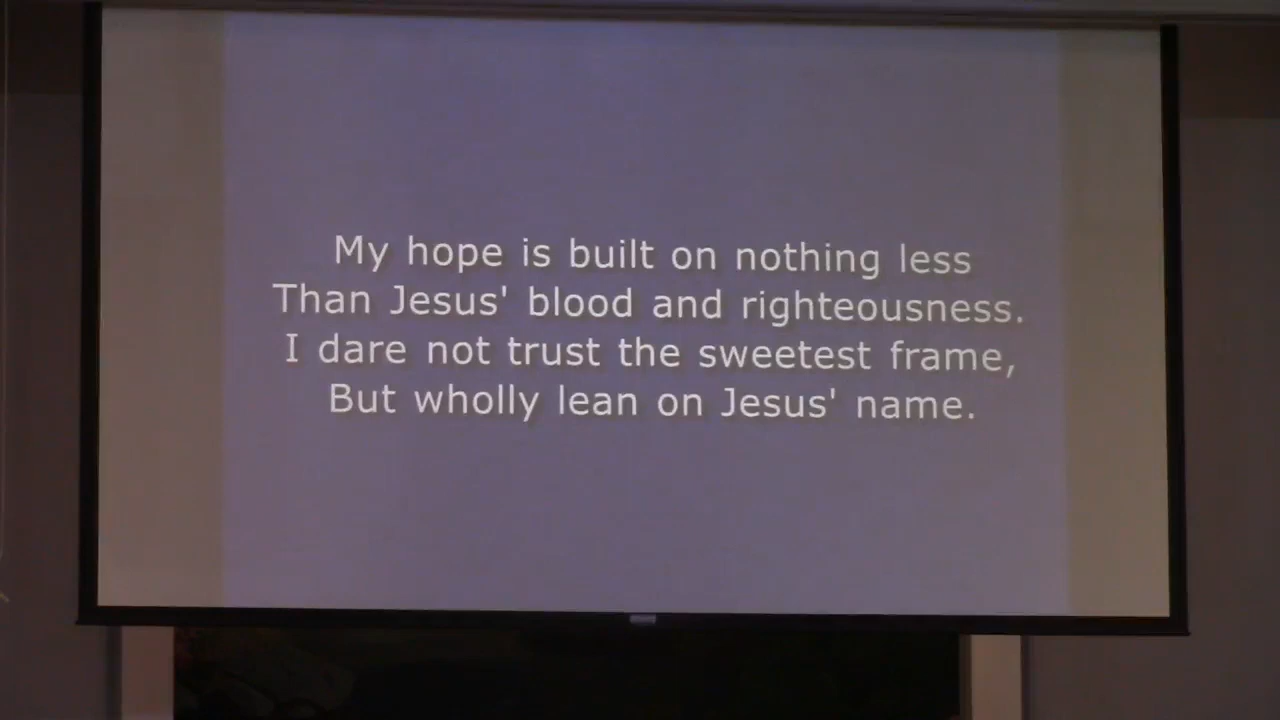 My hope is built on nothing less
Than Jesus' blood and righteousness.
I dare not trust the sweetest frame,
But wholly lean on Jesus' name.